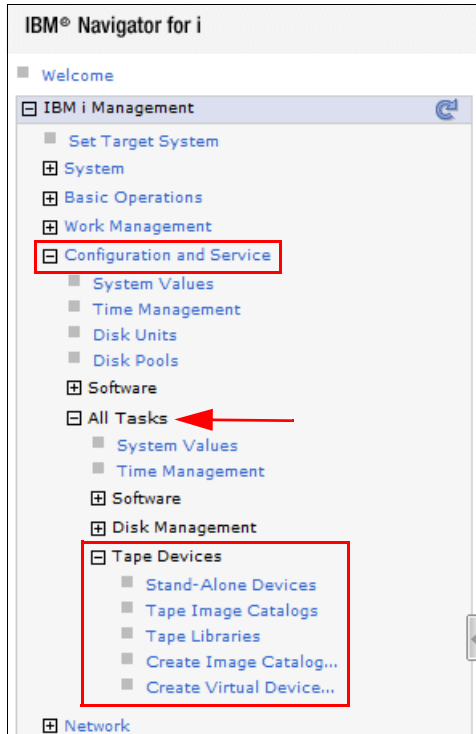 IBM® Navigator for i
Welcome
IBM i Management
Set Target System
System
Basic Operations
Work Management
Configuration and Service
System Values
Time Management
Disk Units
Disk Pools
Software
All Tasks
System Values
Time Management
Software
Disk Management
Tape Devices
Stand-Alone Devices
Tape Image Catalogs
Tape Libraries
Create Image Catalog...
Create Virtual Device...
Network